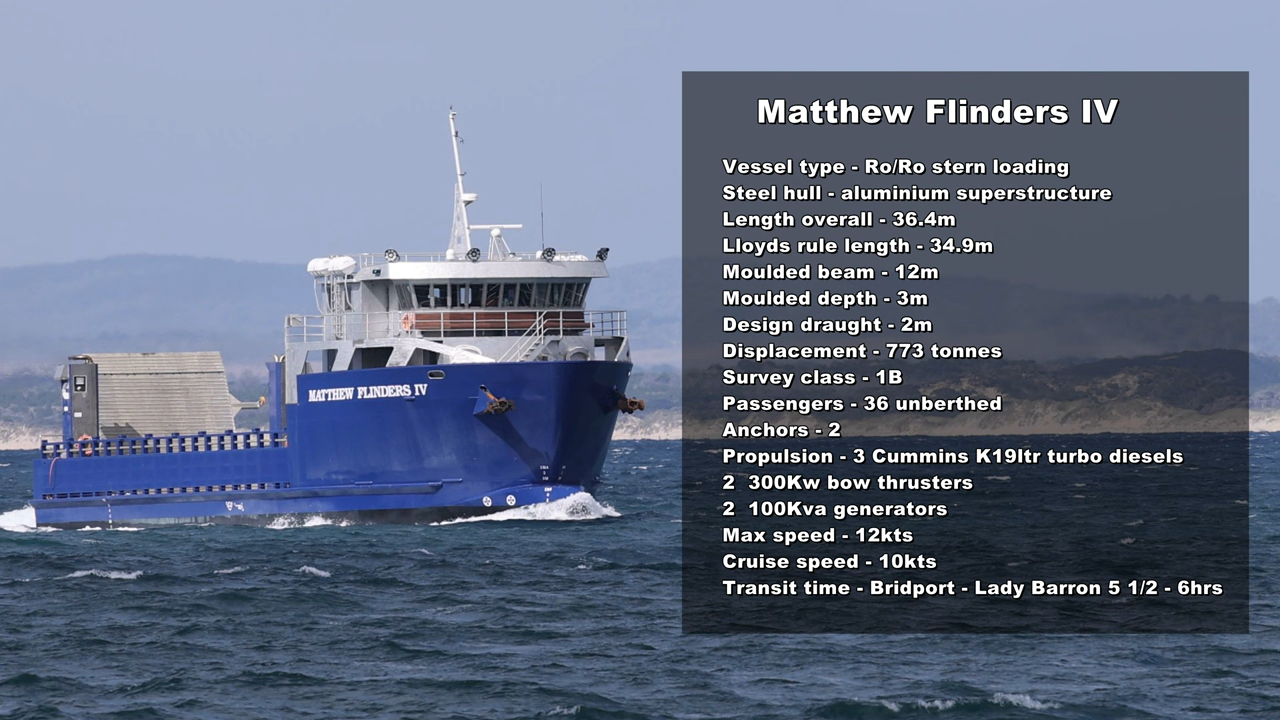 Matthew Flinders IV
Vessel type - Ro/Ro stern loading
Steel hull - aluminium superstructure
Length overall - 36.4m
Lloyds rule length - 34.9m
Moulded beam - 12m
Moulded depth - 3m
Design draught - 2m
Displacement - 773 tonnes
Survey class - 1B
Passengers - 36 unberthed
Anchors - 2
Propulsion - 3 Cummins K19ltr turbo diesels
2  300Kw bow thrusters
2  100Kva generators
Max speed - 12kts
Cruise speed - 10kts
Transit time - Bridport - Lady Barron 5 1/2 - 6hrs
MATTHEW FLINDERS IV